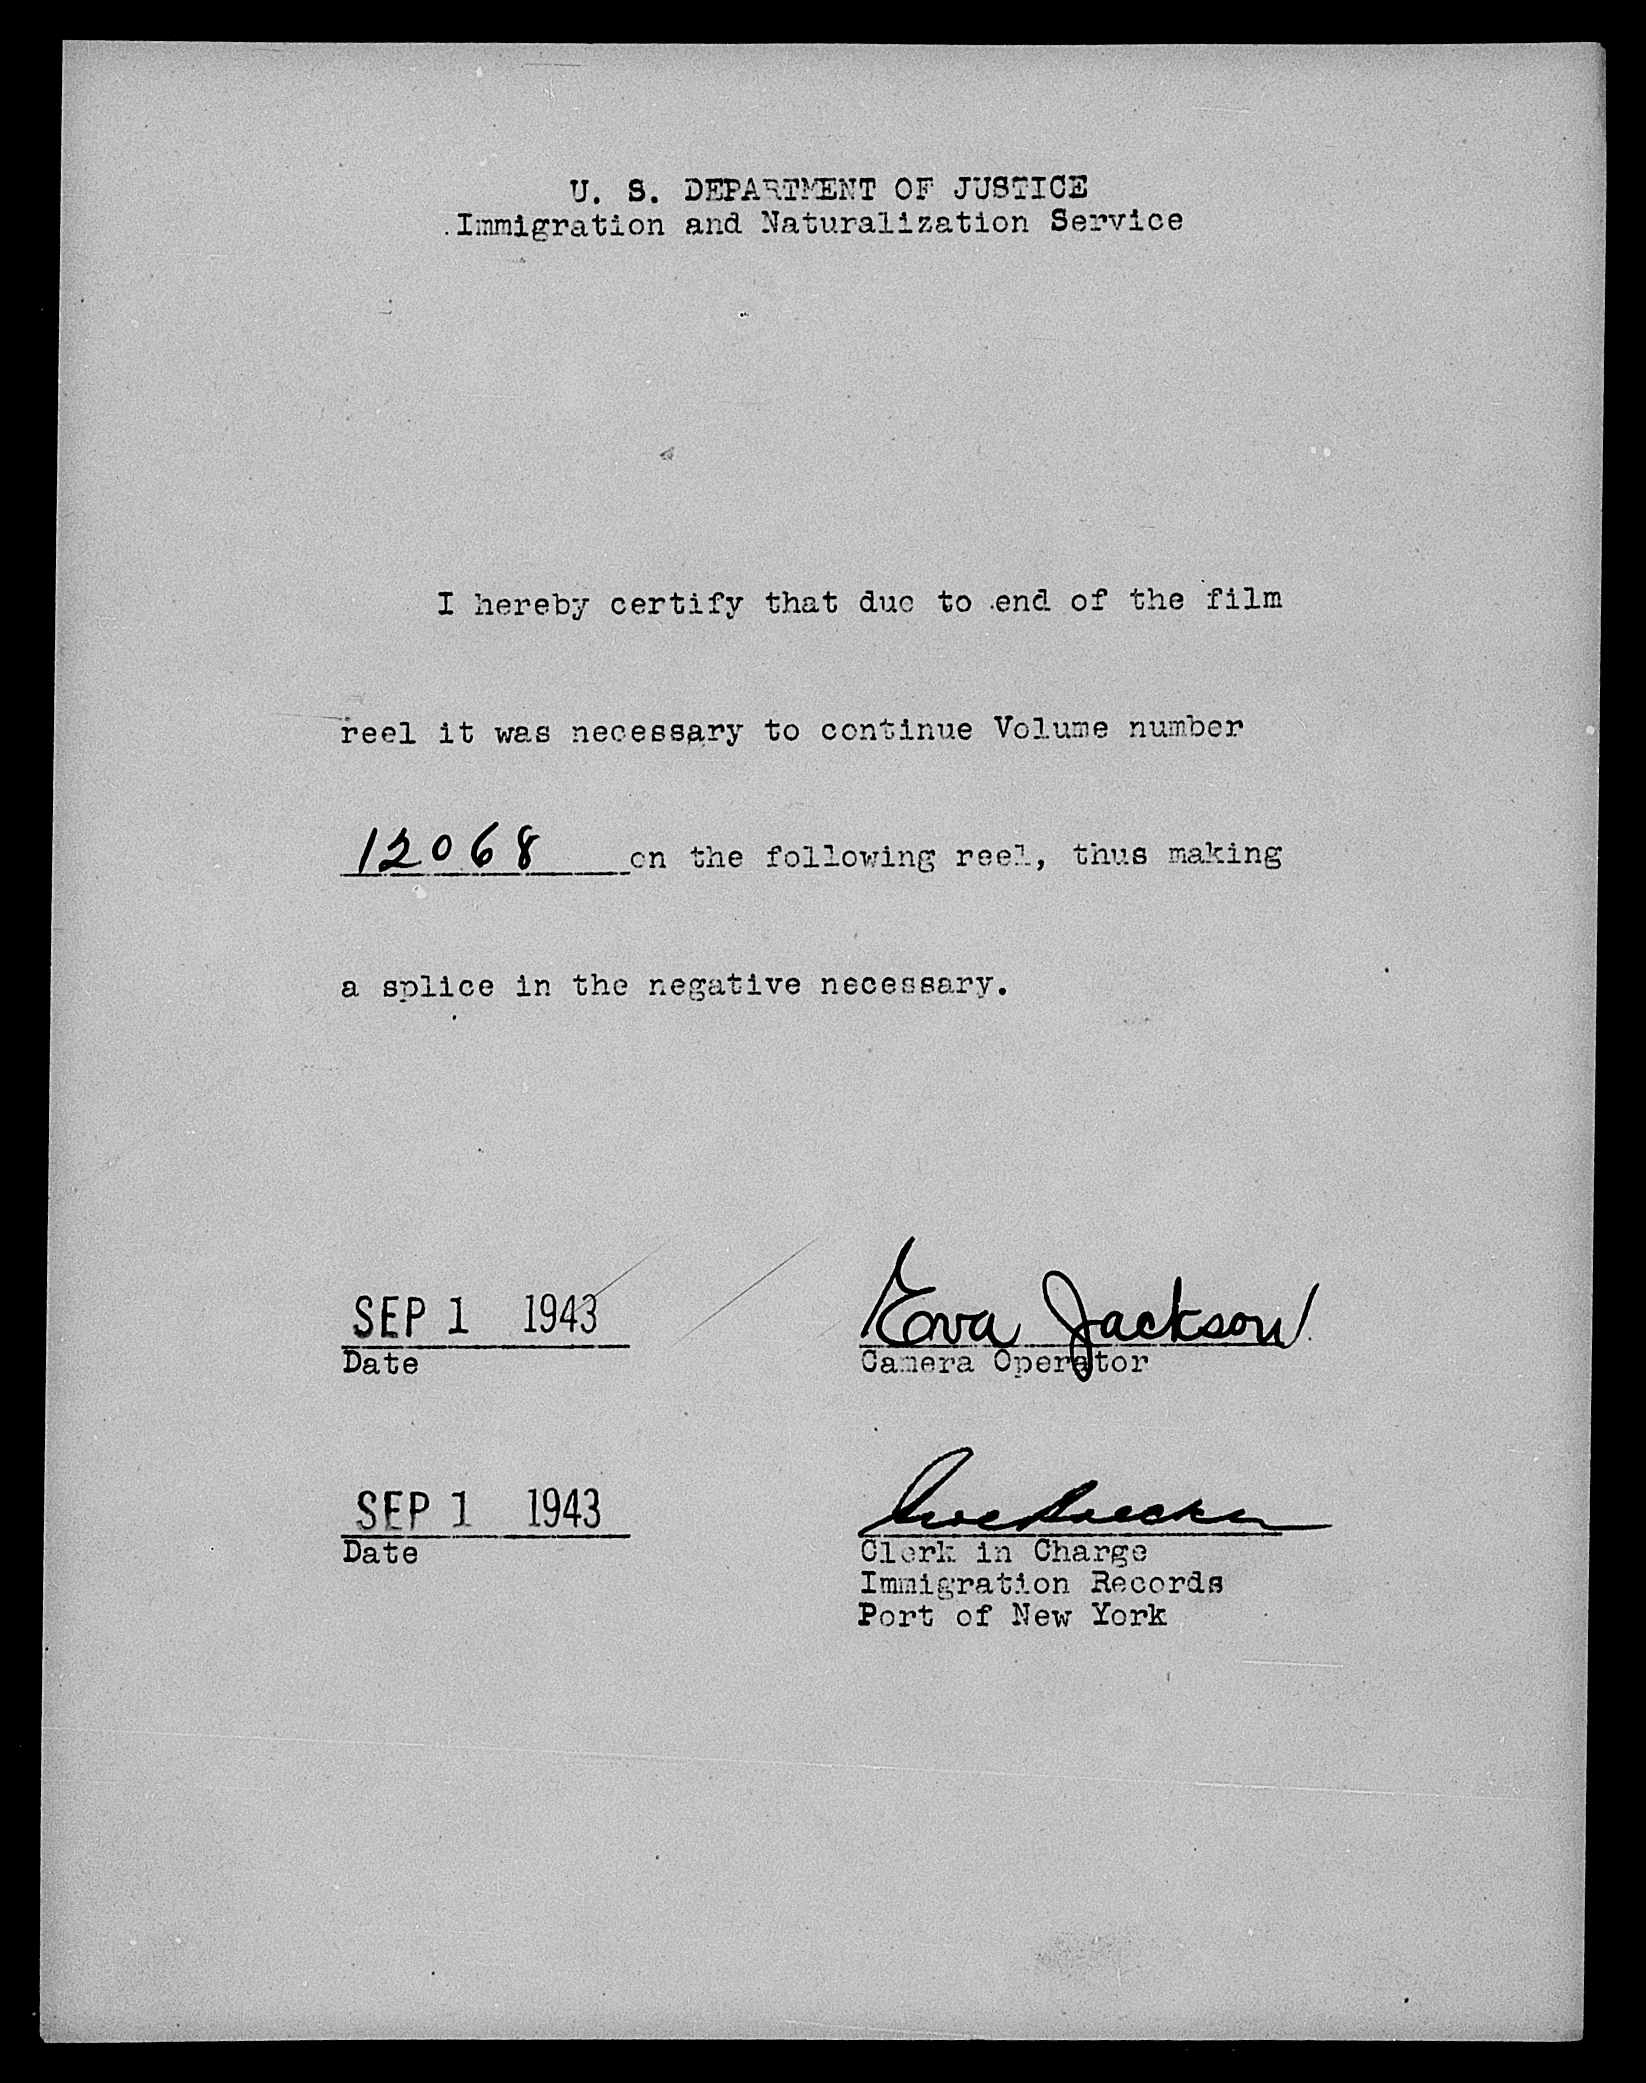 U. S. DEPARTMENT OF JUSTICE
Immigration and Naturalization Service
I hereby certify that due to end of the film
reel it was necessary to continue Volume number
12068 on the following reel, thus making
a splice in the negative necessary.
SEP 1 1943 Eva Jackson
Date Camera Operator
SEP 1 1943
Date Clerk in Charge
Immigration Records
Port of New York